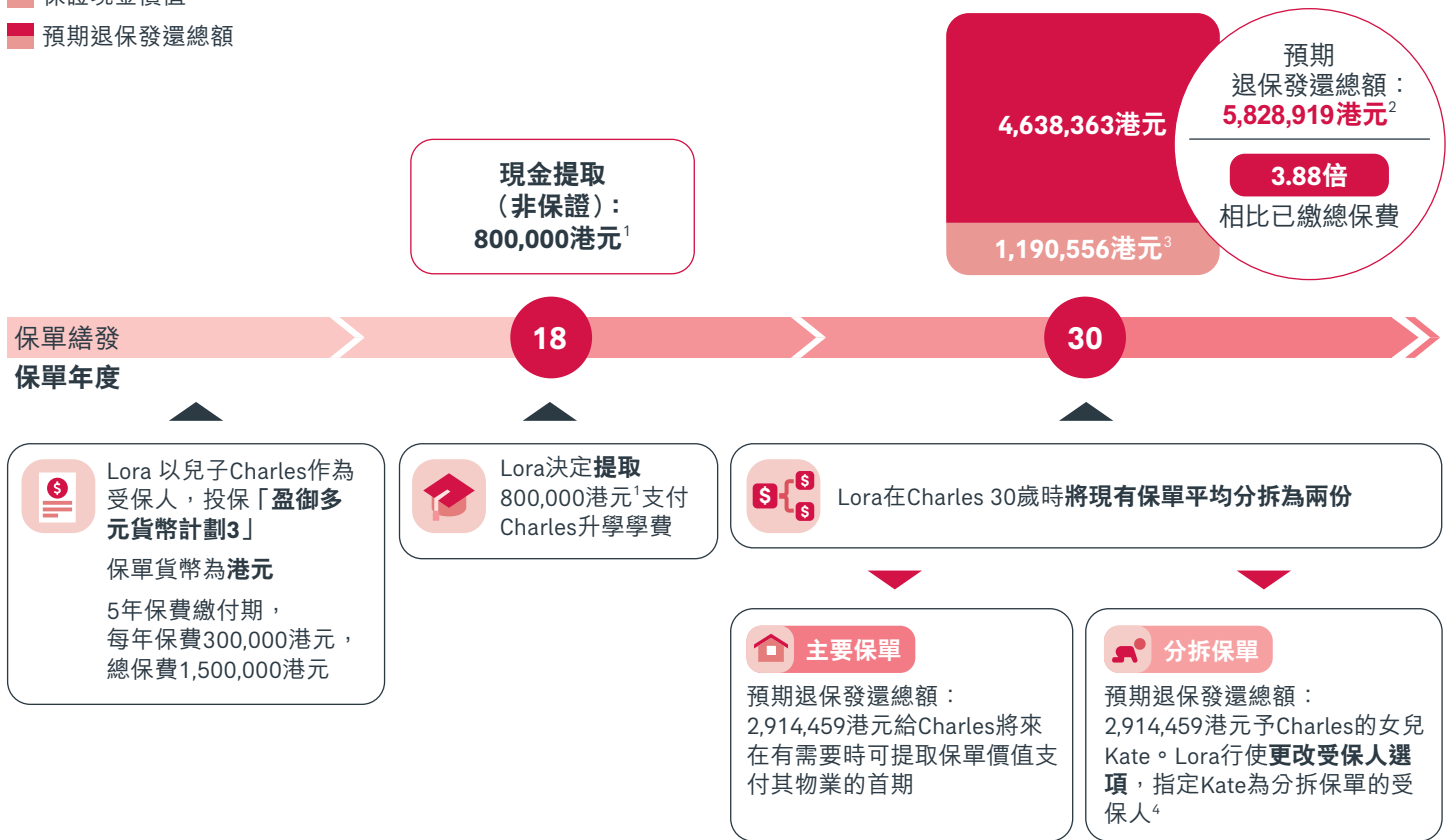 預期退保發還總額
4,638,363港元
1,190,556港元3
預期
退保發還總額：
5,828,919港元2
3.88倍
相比已繳總保費
現金提取
（非保證）：
800,000港元1
保單繕發
18
30
保單年度
Lora 以兒子Charles作為
受保人，投保「盈御多
元貨幣計劃3」
保單貨幣為港元
5年保費繳付期，
每年保費300,000港元，
總保費1,500,000港元
Lora決定提取
800,000港元1支付
Charles升學學費
Lora在Charles 30歲時將現有保單平均分拆為兩份
主要保單
預期退保發還總額：
2,914,459港元給Charles將來
在有需要時可提取保單價值支
付其物業的首期
分拆保單
預期退保發還總額：
2,914,459港元予Charles的女兒
Kate。Lora行使更改受保人選
項，指定Kate為分拆保單的受
保人4